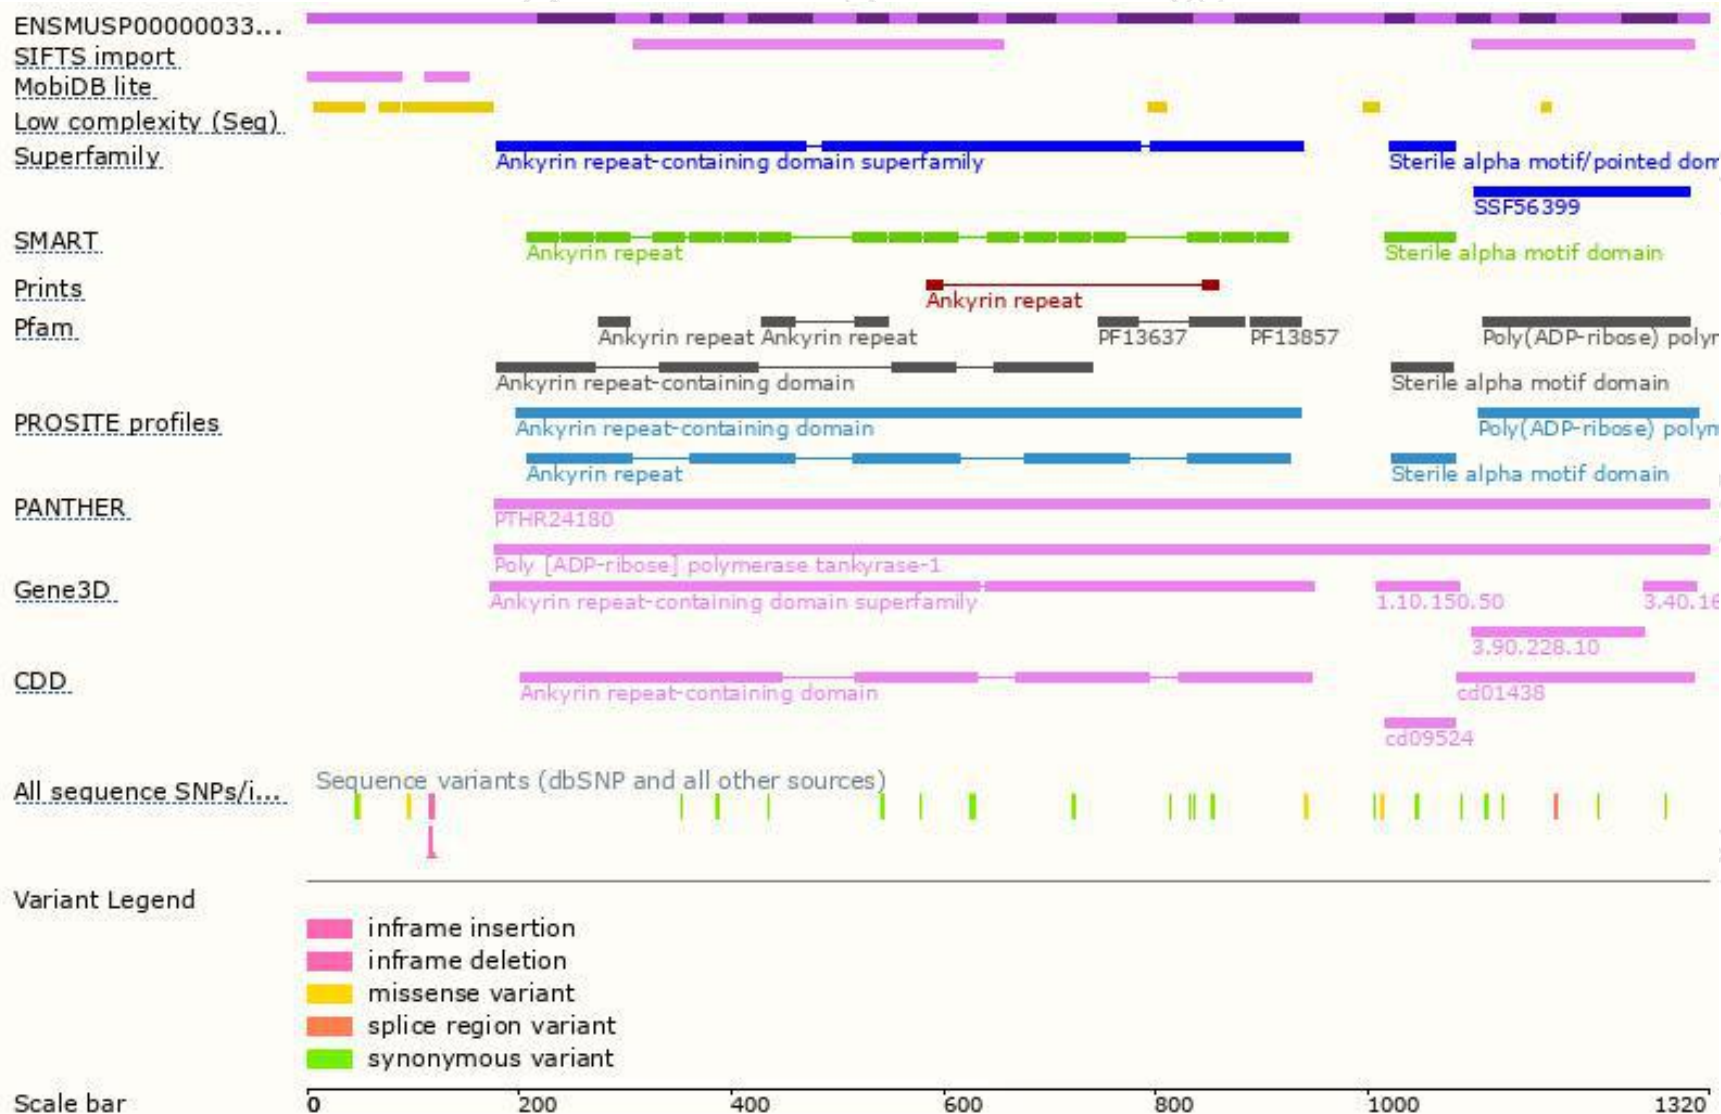 ENSMUSP00000033...
SIFTS import
MobiDB lite
Low complexity (Seg)
Superfamily
Ankyrin repeat-containing domain superfamily
Sterile alpha motif/pointed dom
SSF56399
SMART
Ankyrin repeat
Sterile alpha motif domain
Prints
Ankyrin repeat
Pfam
Ankyrin repeat Ankyrin repeat PF13637 PF13857 Poly(ADP-ribose) polyr
Ankyrin repeat-containing domain
Sterile alpha motif domain
PROSITE profiles
Ankyrin repeat-containing domain
Poly(ADP-ribose) polyn
Ankyrin repeat
Sterile alpha motif domain
PANTHER
PTHR24180
Poly [ADP-ribose] polymerase tankyrase-1
Gene3D
Ankyrin repeat-containing domain superfamily
1.10.150.50
3.40.16
3.90.228.10
CDD
Ankyrin repeat-containing domain
cd01438
cd09524
All sequence SNPs/i...
Sequence variants (dbSNP and all other sources)
Variant Legend
inframe insertion
inframe deletion
missense variant
splice region variant
synonymous variant
Scale bar
0 200 400 600 800 1000 1320